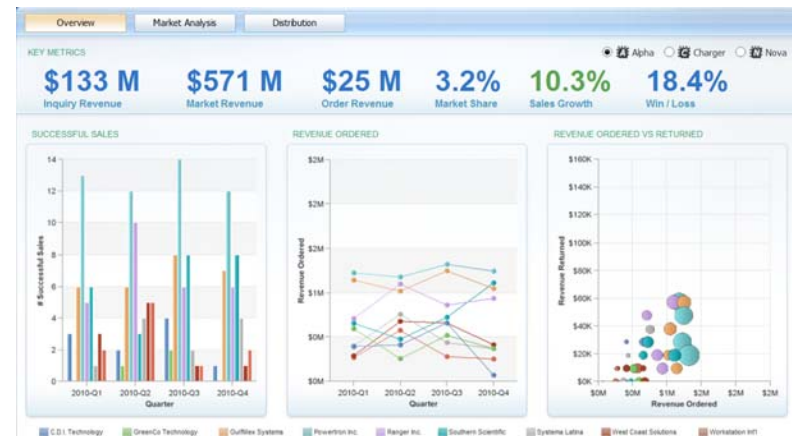 Overview Market Analysis Distribution
KEY METRICS
Alpha Charger Nova
$133 M $571 M $25 M 3.2% 10.3% 18.4%
Inquiry Revenue Market Revenue Order Revenue Market Share Sales Growth Win / Loss
SUCCESSFUL SALES
14
12
10
8
6
4
2
0
# Successful Sales
2010-Q1 2010-Q2 2010-Q3 2010-Q4
Quarter
REVENUE ORDERED
$2M
$2M
$2M
$1M
$0M
$0M
Revenue Ordered
2010-Q1 2010-Q2 2010-Q3 2010-Q4
Quarter
REVENUE ORDERED VS RETURNED
$160K
$140K
$120K
$100K
$80K
$60K
$40K
$20K
$0K
Revenue Returned
$0M $0M $1M $2M $2M $3M
Revenue Ordered
C.D.I. Technology GreenCo Technology GulfMex Systems Powertron Inc. Ranger Inc. Southern Scientific Systema Latina West Coast Solutions Workstation Int'l